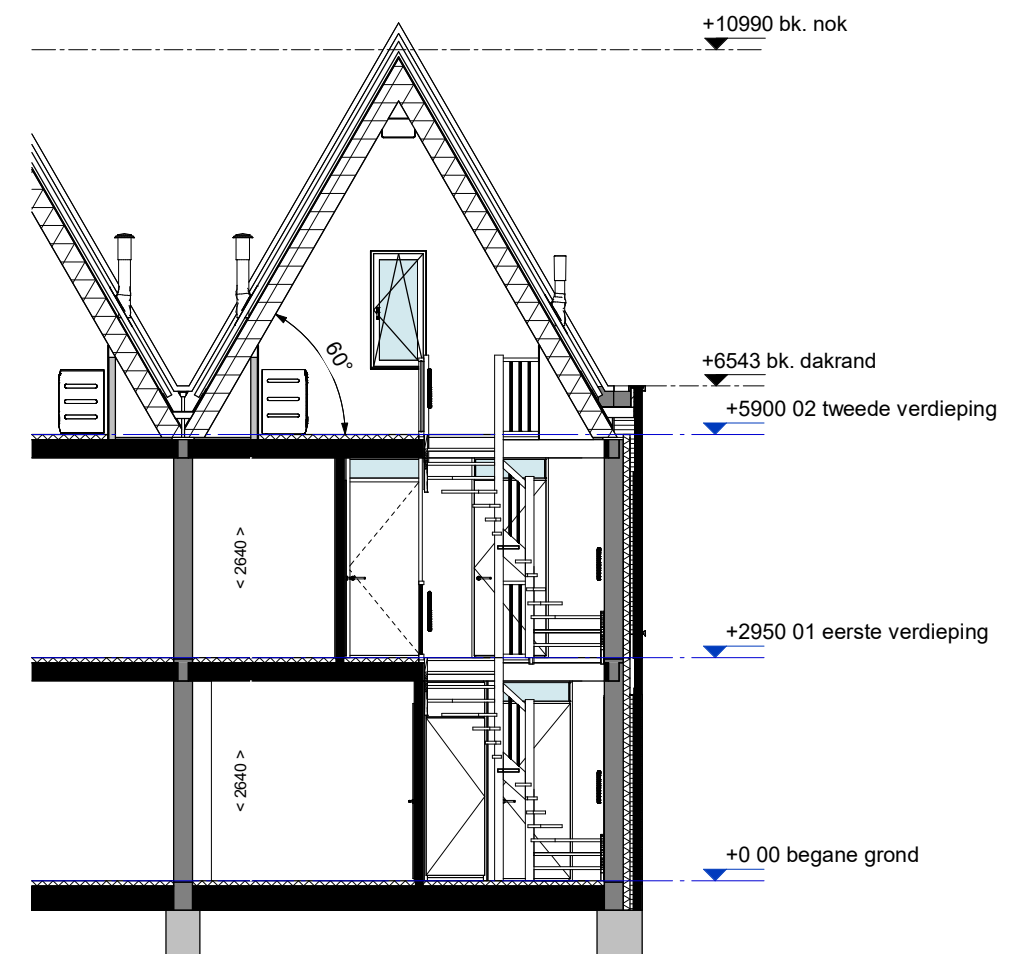 +10990 bk. nok
60°
+6543 bk. dakrand
+5900 02 tweede verdieping
< 2640 >
+2950 01 eerste verdieping
< 2640 >
+0 00 begane grond